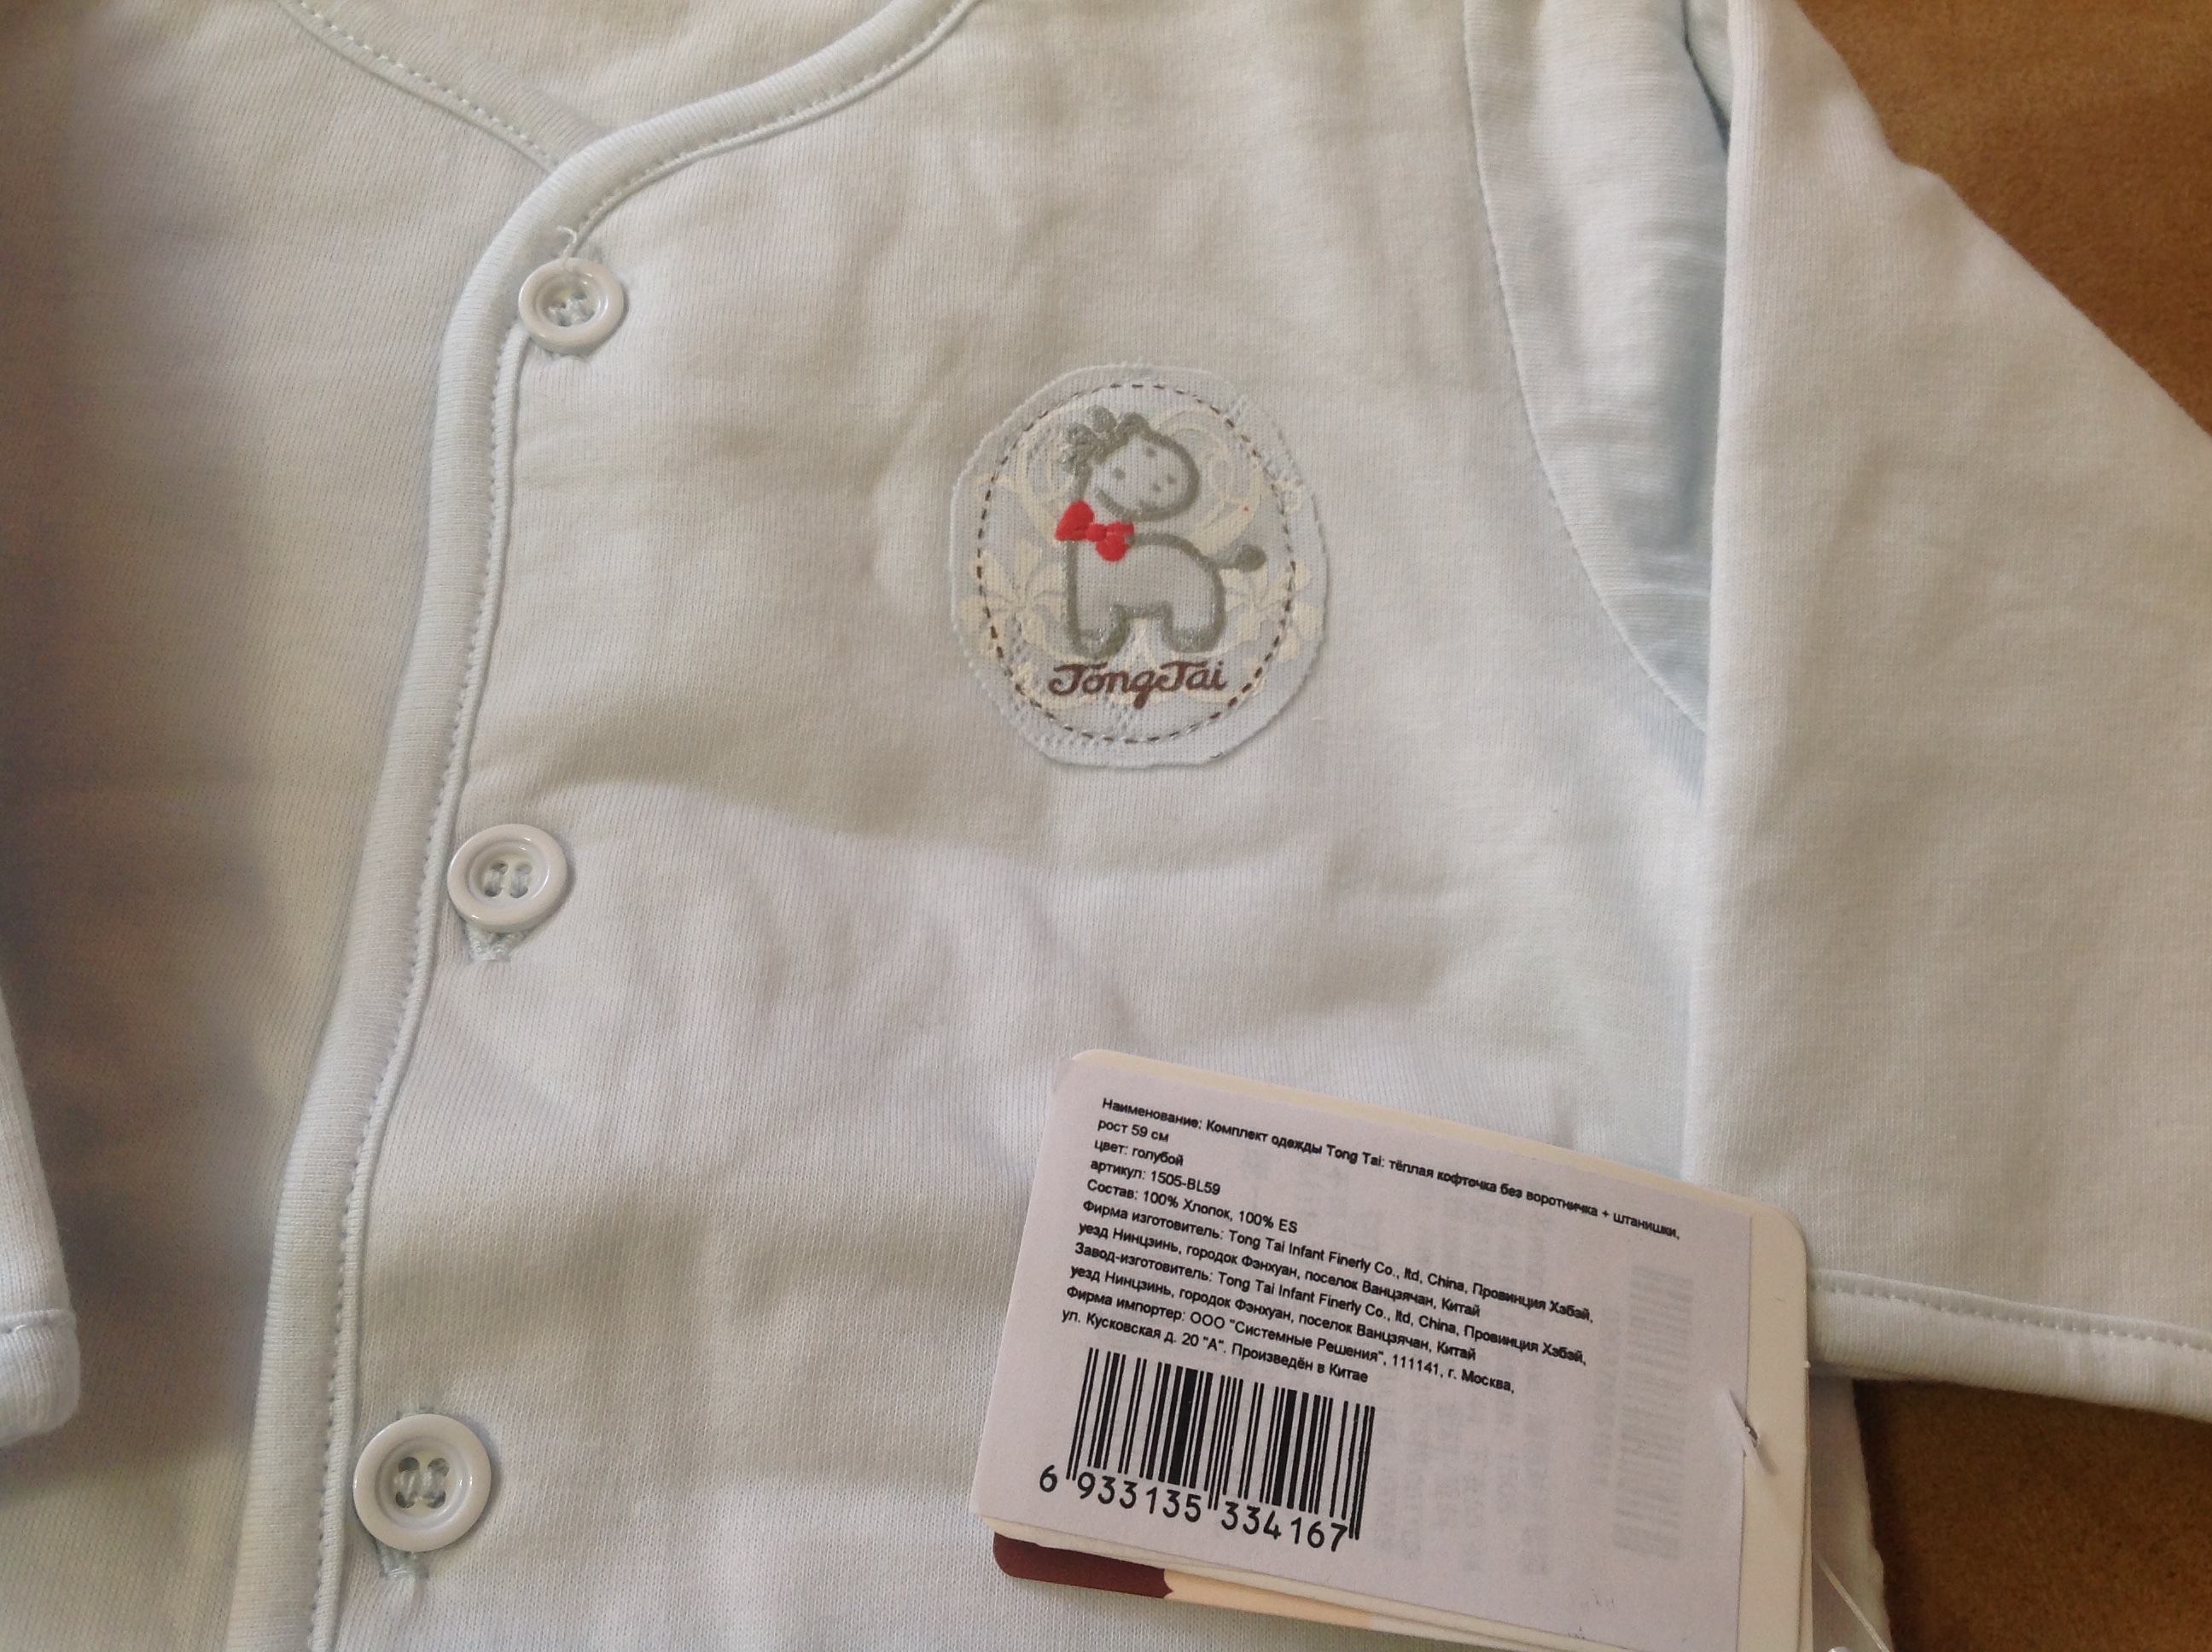 TongTai
Наименование: Комплект одежды Tong Tai: тёплая кофточка без воротничка + штанишки,
рост 59 см
цвет: голубой
артикул: 1505-BL59
Состав: 100% Хлопок, 100% ES
Фирма изготовитель: Tong Tai Infant Finerly Co., ltd, China, Провинция Хэбэй,
уезд Нинцзинь, городок Фэнхуан, поселок Ванцзячан, Китай
Завод-изготовитель: Tong Tai Infant Finerly Co., ltd, China, Провинция Хэбэй,
уезд Нинцзинь, городок Фэнхуан, поселок Ванцзячан, Китай
Фирма импортер: ООО "Системные Решения", 111141, г. Москва,
ул. Кусковская д. 20 "А". Произведён в Китае
6 933135 334167